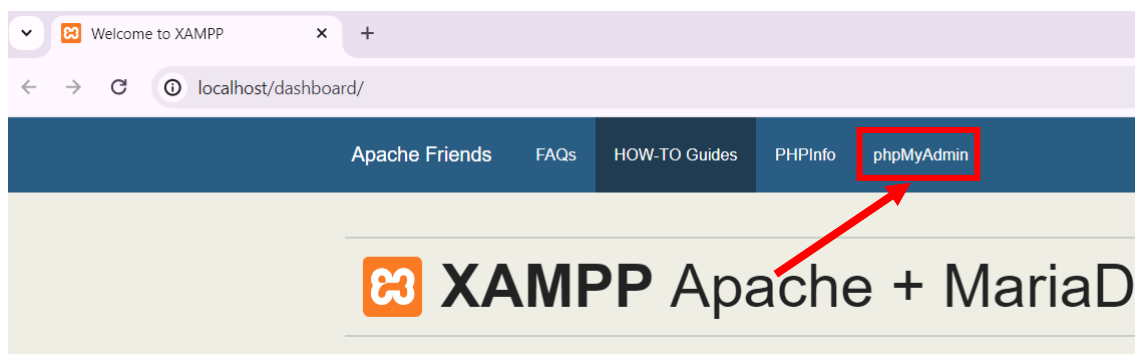 Welcome to XAMPP
localhost/dashboard/
Apache Friends FAQs HOW-TO Guides PHPInfo phpMyAdmin
XAMPP Apache + MariaD